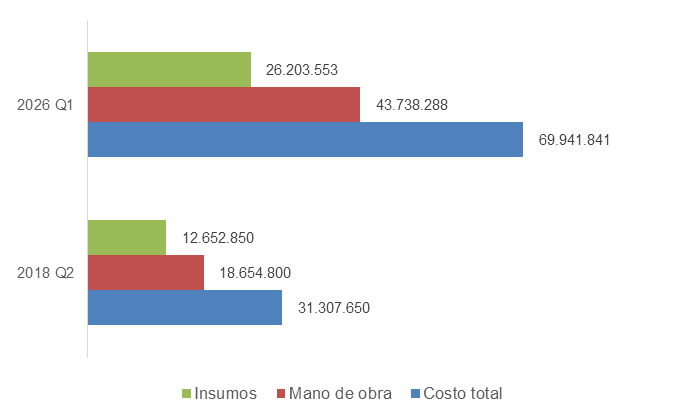 26.203.553
2026 Q1
43.738.288
69.941.841
12.652.850
2018 Q2
18.654.800
31.307.650
Insumos Mano de obra Costo total